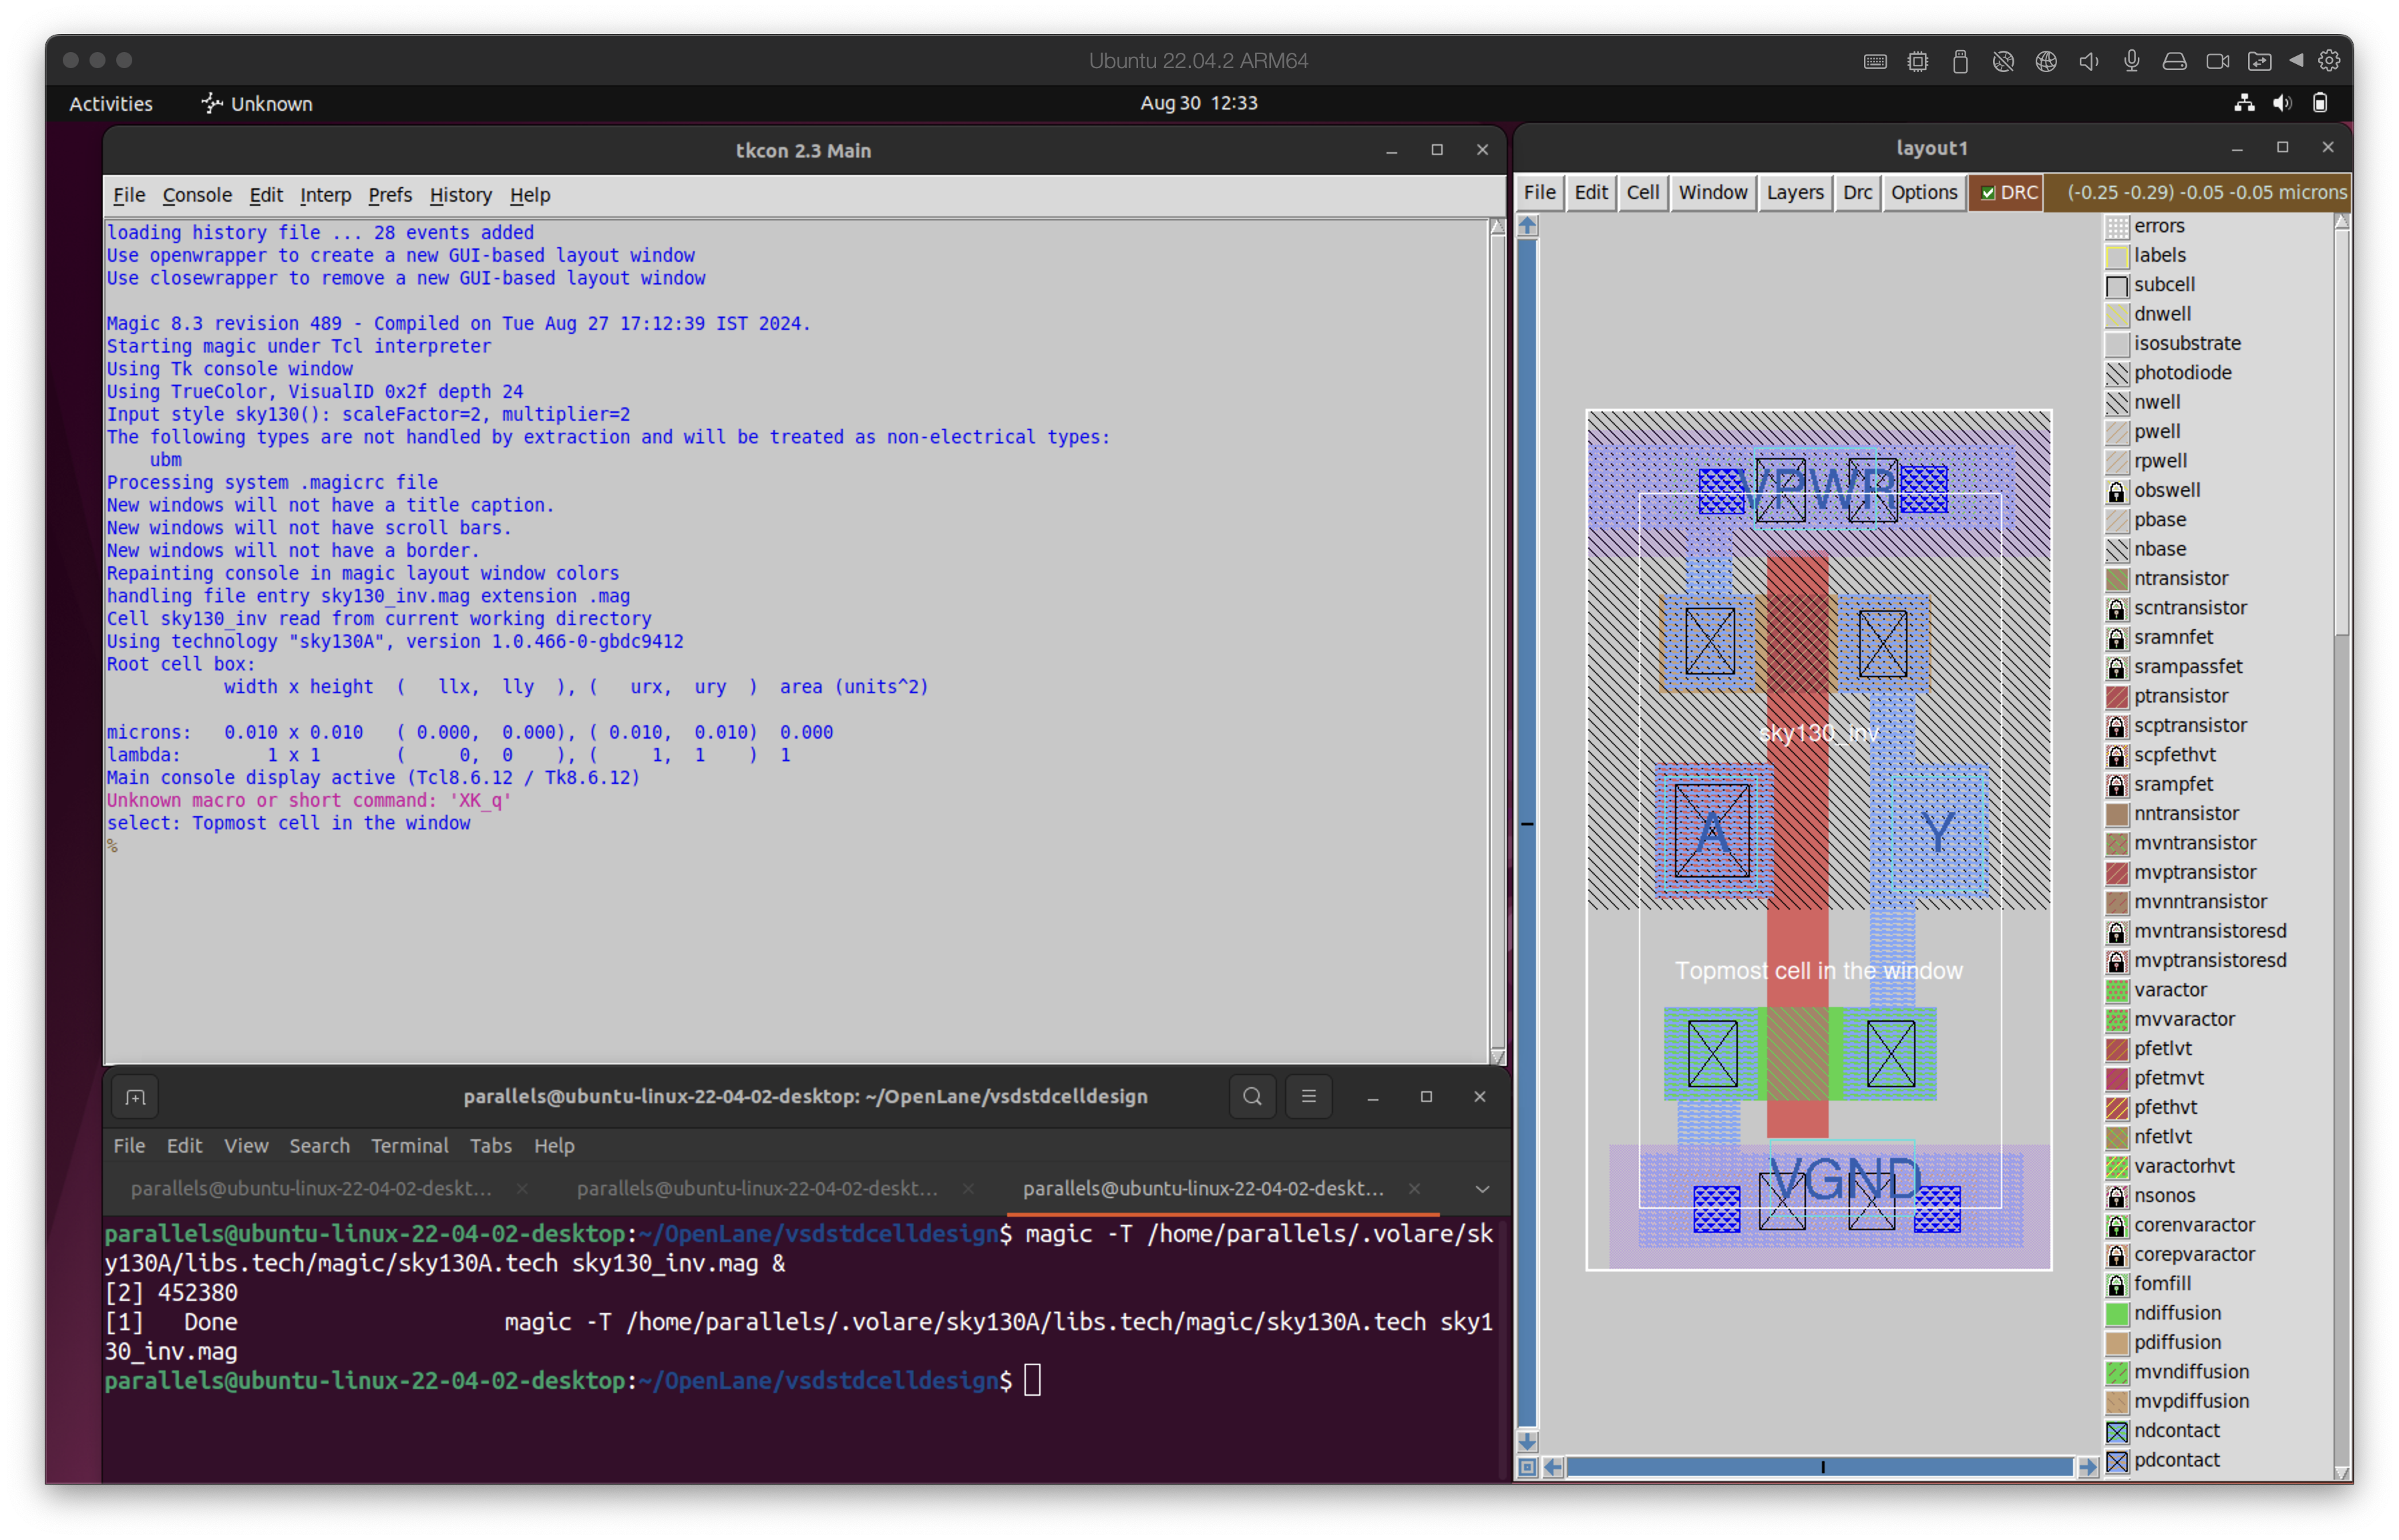 Ubuntu 22.04.2 ARM64
Activities Unknown Aug 30 12:33
tkcon 2.3 Main
File Console Edit Interp Prefs History Help
loading history file ... 28 events added
Use openwrapper to create a new GUI-based layout window
Use closewrapper to remove a new GUI-based layout window
Magic 8.3 revision 489 - Compiled on Tue Aug 27 17:12:39 IST 2024.
Starting magic under Tcl interpreter
Using Tk console window
Using TrueColor, VisualID 0x2f depth 24
Input style sky130(): scaleFactor=2, multiplier=2
The following types are not handled by extraction and will be treated as non-electrical types:
ubm
Processing system .magicrc file
New windows will not have a title caption.
New windows will not have scroll bars.
New windows will not have a border.
Repainting console in magic layout window colors
handling file entry sky130_inv.mag extension .mag
Cell sky130_inv read from current working directory
Using technology "sky130A", version 1.0.466-0-gbdc9412
Root cell box:
width x height ( llx, lly ), ( urx, ury ) area (units^2)
microns: 0.010 x 0.010 ( 0.000, 0.000), ( 0.010, 0.010) 0.000
lambda: 1 x 1 ( 0, 0 ), ( 1, 1 ) 1
Main console display active (Tcl8.6.12 / Tk8.6.12)
Unknown macro or short command: 'XK_q'
select: Topmost cell in the window
%
parallels@ubuntu-linux-22-04-02-desktop: ~/OpenLane/vsdstdcelldesign
File Edit View Search Terminal Tabs Help
parallels@ubuntu-linux-22-04-02-deskt... parallels@ubuntu-linux-22-04-02-deskt... parallels@ubuntu-linux-22-04-02-deskt...
parallels@ubuntu-linux-22-04-02-desktop:~/OpenLane/vsdstdcelldesign$ magic -T /home/parallels/.volare/sk
y130A/libs.tech/magic/sky130A.tech sky130_inv.mag &
[2] 452380
[1] Done magic -T /home/parallels/.volare/sky130A/libs.tech/magic/sky130A.tech sky1
30_inv.mag
parallels@ubuntu-linux-22-04-02-desktop:~/OpenLane/vsdstdcelldesign$
layout1
File Edit Cell Window Layers Drc Options DRC (-0.25 -0.29) -0.05 -0.05 microns
VPWR
sky130_inv
A Y
Topmost cell in the window
VGND
errors
labels
subcell
dnwell
isosubstrate
photodiode
nwell
pwell
rpwell
obswell
pbase
nbase
ntransistor
scntransistor
sramnfet
srampassfet
ptransistor
scptransistor
scpfethvt
srampfet
nntransistor
mvntransistor
mvptransistor
mvnntransistor
mvntransistoresd
mvptransistoresd
varactor
mvvaractor
pfetlvt
pfetmvt
pfethvt
nfetlvt
varactorhvt
nsonos
corenvaractor
corepvaractor
fomfill
ndiffusion
pdiffusion
mvndiffusion
mvpdiffusion
ndcontact
pdcontact